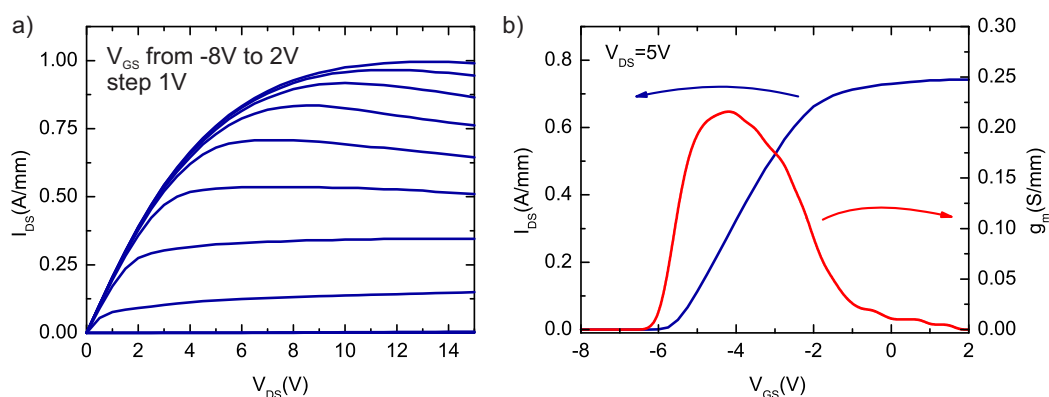 a)
V_GS from -8V to 2V
step 1V
1.00
0.75
0.50
0.25
0.00
I_DS(A/mm)
0 2 4 6 8 10 12 14
V_DS(V)
b)
V_DS=5V
0.8
0.6
0.4
0.2
0.0
I_DS(A/mm)
0.30
0.25
0.20
0.15
0.10
0.05
0.00
g_m(S/mm)
-8 -6 -4 -2 0 2
V_GS(V)